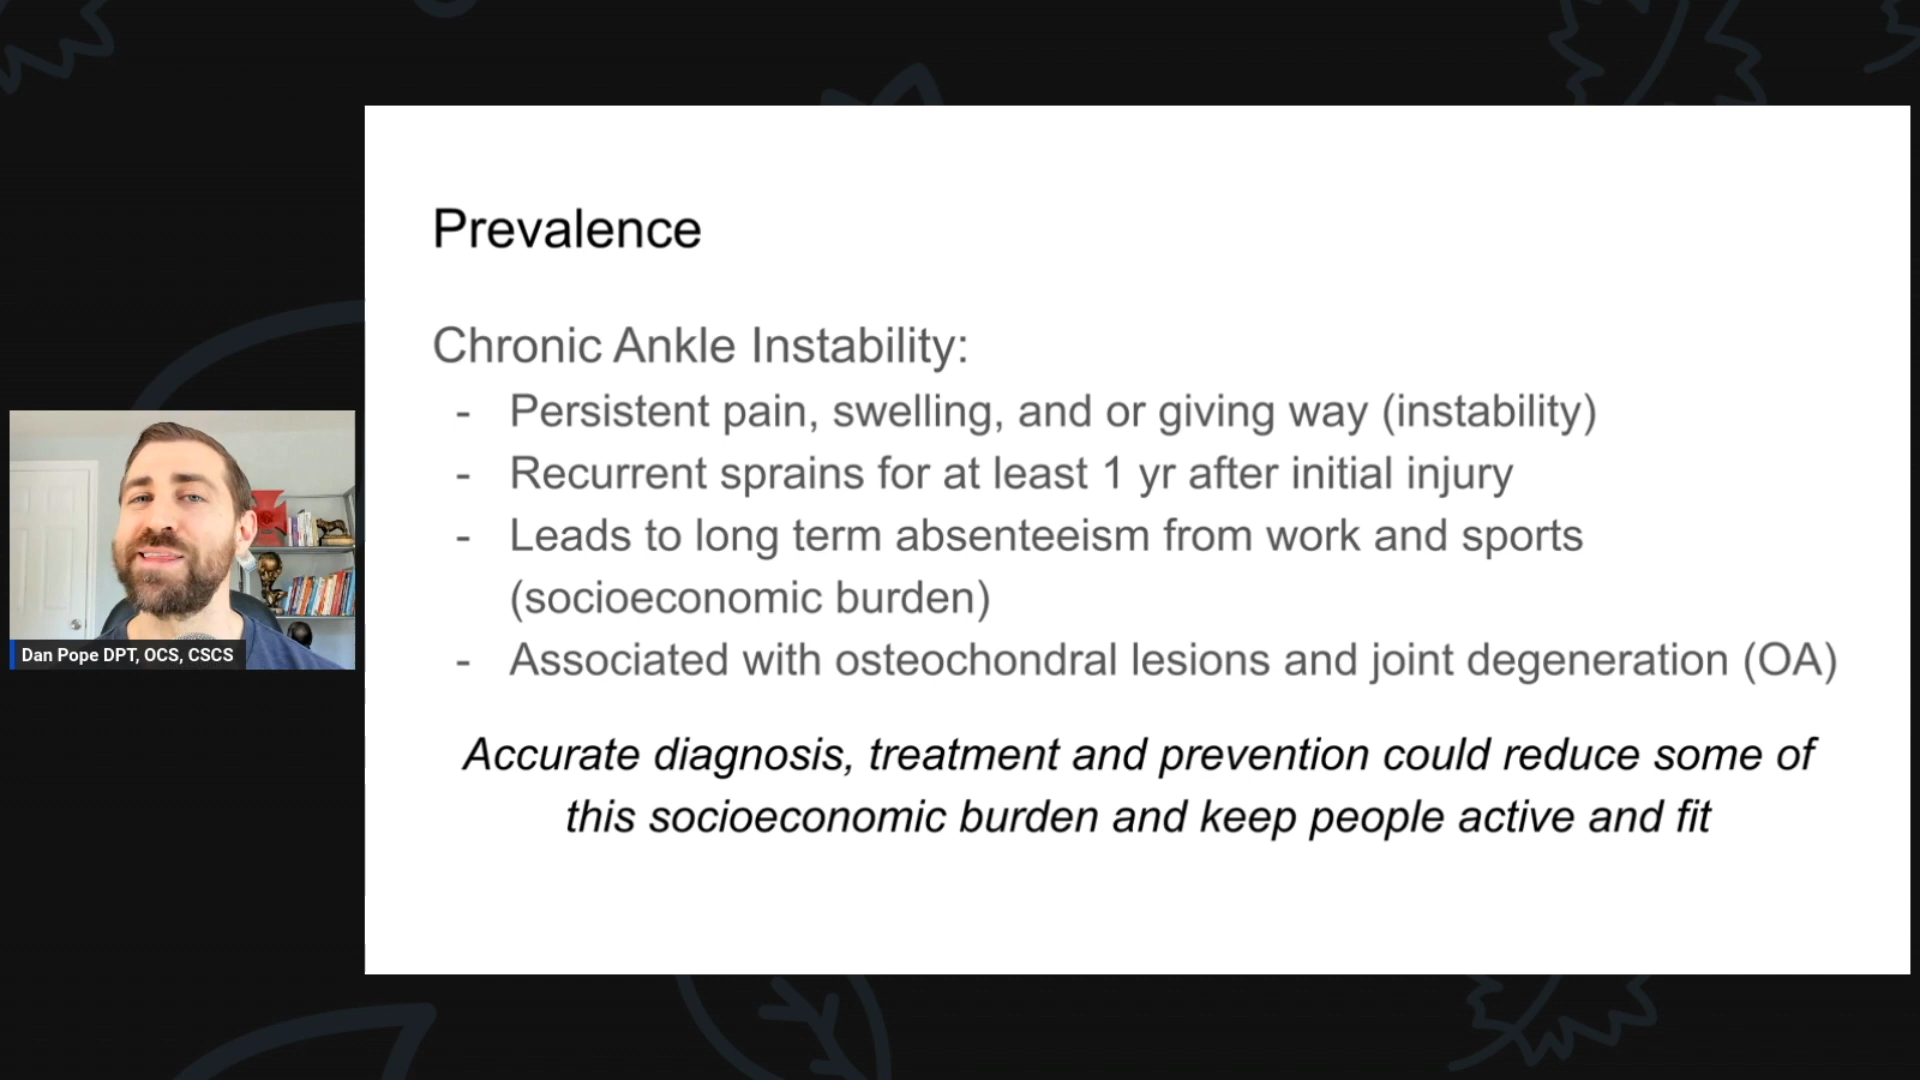 Prevalence
Chronic Ankle Instability:
- Persistent pain, swelling, and or giving way (instability)
- Recurrent sprains for at least 1 yr after initial injury
- Leads to long term absenteeism from work and sports
(socioeconomic burden)
- Associated with osteochondral lesions and joint degeneration (OA)
Accurate diagnosis, treatment and prevention could reduce some of
this socioeconomic burden and keep people active and fit
Dan Pope DPT, OCS, CSCS